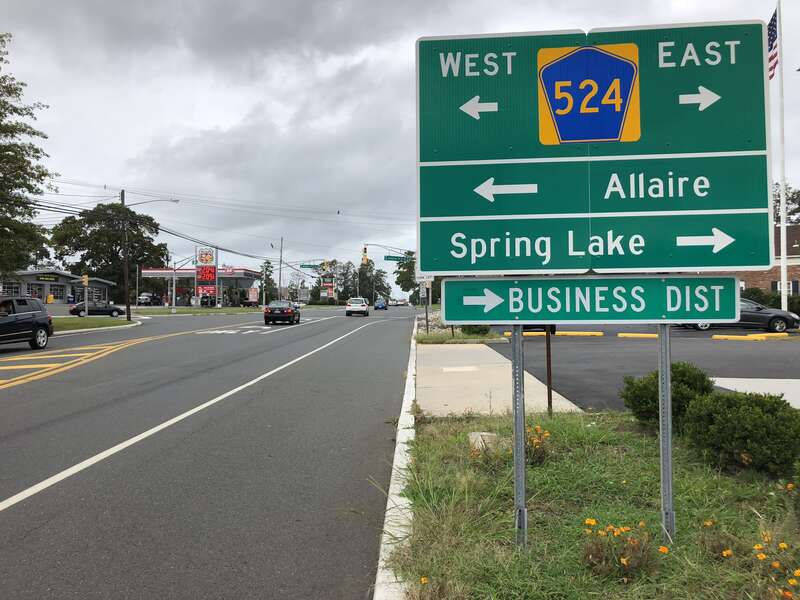 WEST 524 EAST
Allaire
Spring Lake
BUSINESS DIST